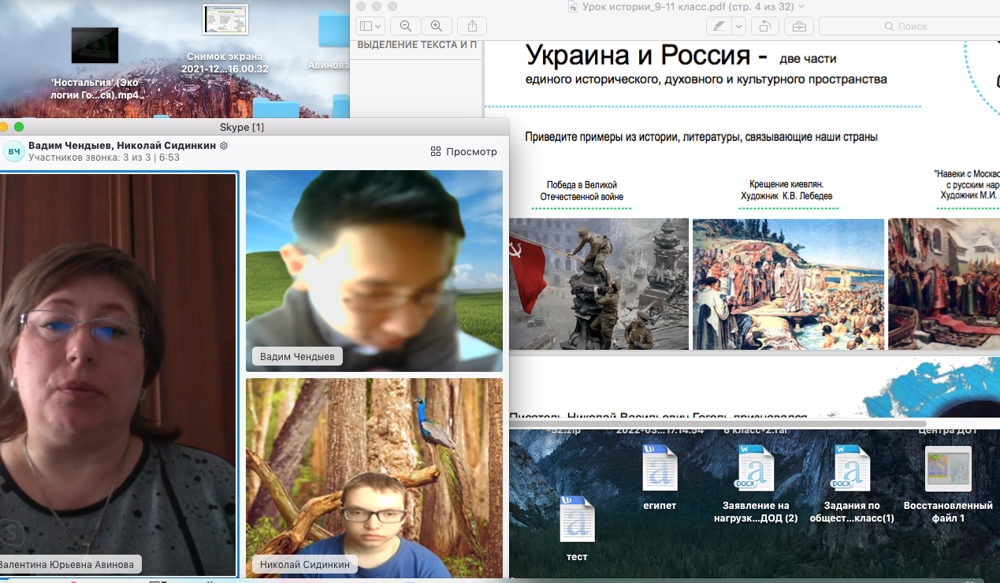 Урок истории_9-11 класс.pdf (стр. 4 из 32)
Поиск
ВЫДЕЛЕНИЕ ТЕКСТА И П
Снимок экрана
2021-12...16.00.32
Авинова
'Ностальгия' (Эко
логии Го...ся).mp4
Украина и Россия - две части
единого исторического, духовного и культурного пространства
Приведите примеры из истории, литературы, связывающие наши страны
Победа в Великой
Отечественной войне
Крещение киевлян.
Художник К.В. Лебедев
"Навеки с Москво
с русским наро
Художник М.И.
Skype [1]
ВЧ
Вадим Чендыев, Николай Сидинкин
Участников звонка: 3 из 3 | 6:53
Просмотр
Вадим Чендыев
Валентина Юрьевна Авинова
Николай Сидинкин
Писатель Николай Васильевич Гоголь признавался
-52.zip
2022-03...17.14.54
6 класс-2.rar
Центра ДОТ
W
W
DOCX
W
DOCX
египет
Заявление на
нагрузк...ДОД (2)
Задания по
общест...класс(1)
Восстановленный
файл 1
W
тест